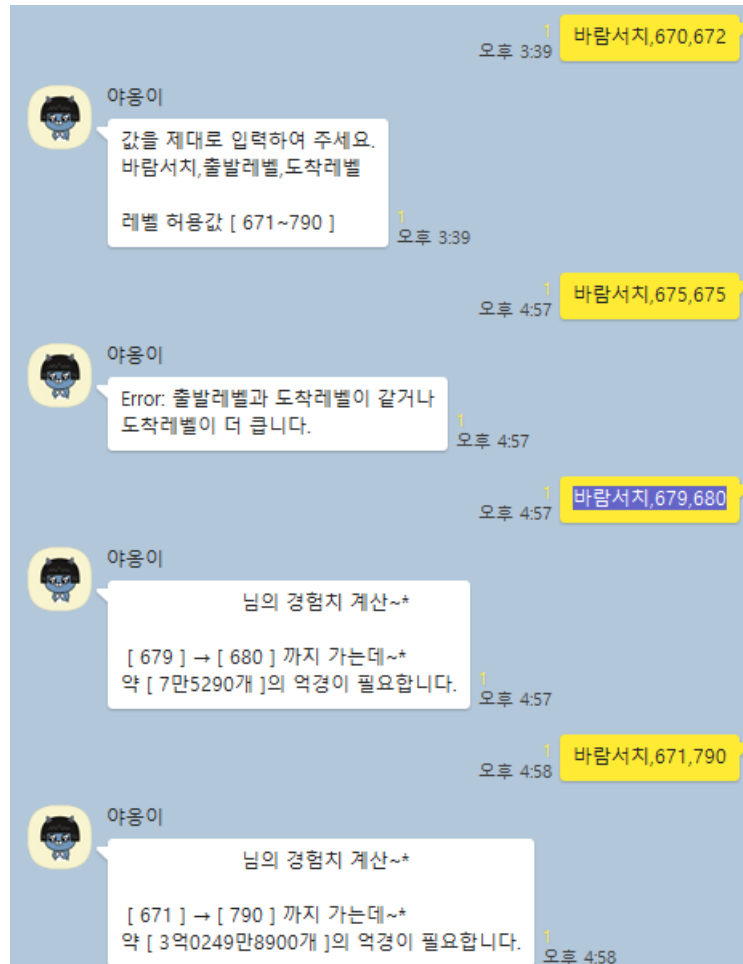 바람서치,670,672
1
오후 3:39
야옹이
값을 제대로 입력하여 주세요.
바람서치,출발레벨,도착레벨
레벨 허용값 [ 671~790 ]
1
오후 3:39
바람서치,675,675
1
오후 4:57
야옹이
Error: 출발레벨과 도착레벨이 같거나
도착레벨이 더 큽니다.
1
오후 4:57
바람서치,679,680
1
오후 4:57
야옹이
님의 경험치 계산~*
[ 679 ] → [ 680 ] 까지 가는데~*
약 [ 7만5290개 ]의 억경이 필요합니다.
1
오후 4:57
바람서치,671,790
1
오후 4:58
야옹이
님의 경험치 계산~*
[ 671 ] → [ 790 ] 까지 가는데~*
약 [ 3억0249만8900개 ]의 억경이 필요합니다.
1
오후 4:58